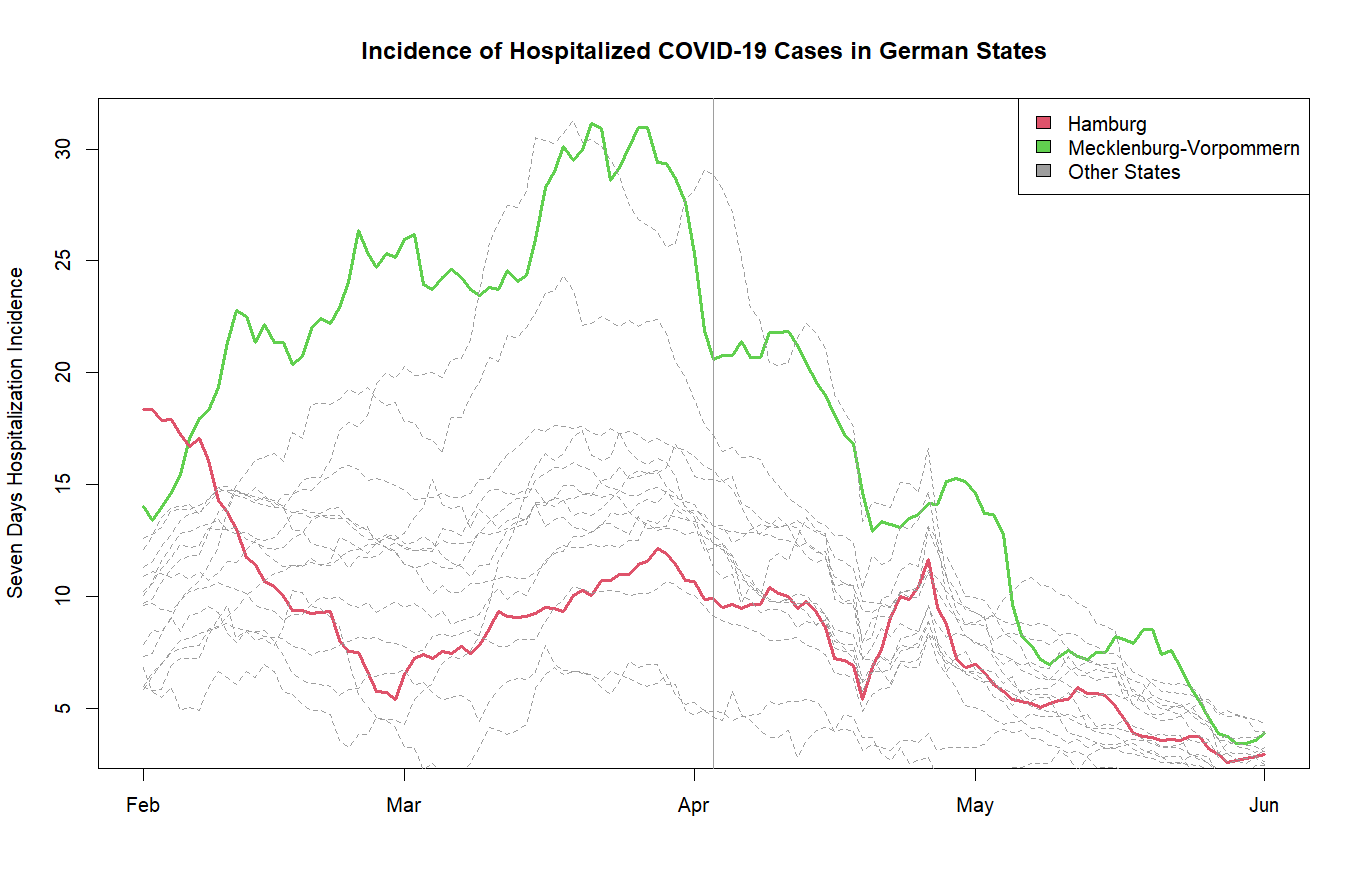 Incidence of Hospitalized COVID-19 Cases in German States
Hamburg
Mecklenburg-Vorpommern
Other States
Seven Days Hospitalization Incidence
30
25
20
15
10
5
Feb Mar Apr May Jun